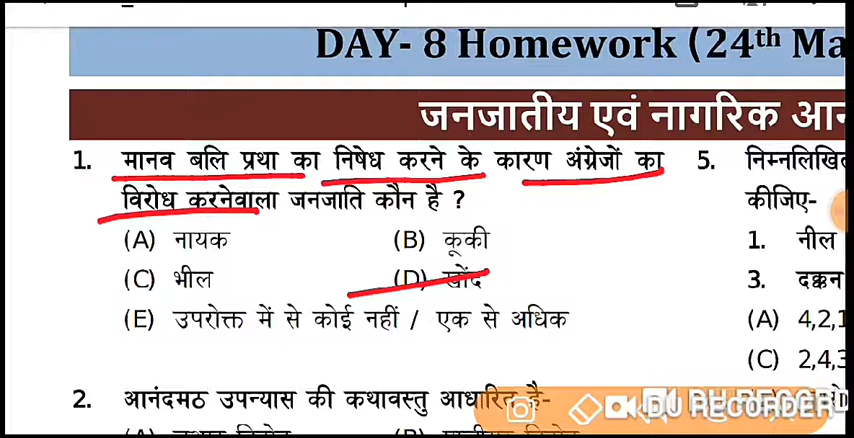 DAY- 8 Homework (24th Ma
जनजातीय एवं नागरिक आन
1. मानव बलि प्रथा का निषेध करने के कारण अंग्रेजों का
विरोध करनेवाला जनजाति कौन है ?
(A) नायक (B) कूकी
(C) भील (D) खोंद
(E) उपरोक्त में से कोई नहीं / एक से अधिक
2. आनंदमठ उपन्यास की कथावस्तु आधारित है-
5. निम्नलिखि
कीजिए-
1. नील
3. दक्कन
(A) 4,2,1
(C) 2,4,3
DU RECORDER